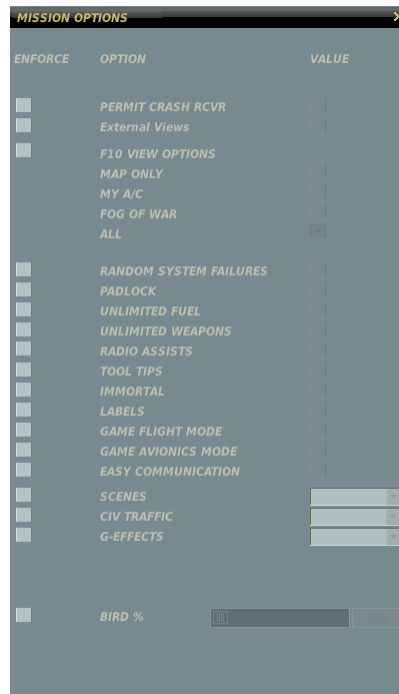 MISSION OPTIONS
ENFORCE OPTION VALUE
PERMIT CRASH RCVR
External Views
F10 VIEW OPTIONS
MAP ONLY
MY A/C
FOG OF WAR
ALL
RANDOM SYSTEM FAILURES
PADLOCK
UNLIMITED FUEL
UNLIMITED WEAPONS
RADIO ASSISTS
TOOL TIPS
IMMORTAL
LABELS
GAME FLIGHT MODE
GAME AVIONICS MODE
EASY COMMUNICATION
SCENES
CIV TRAFFIC
G-EFFECTS
BIRD % 0%